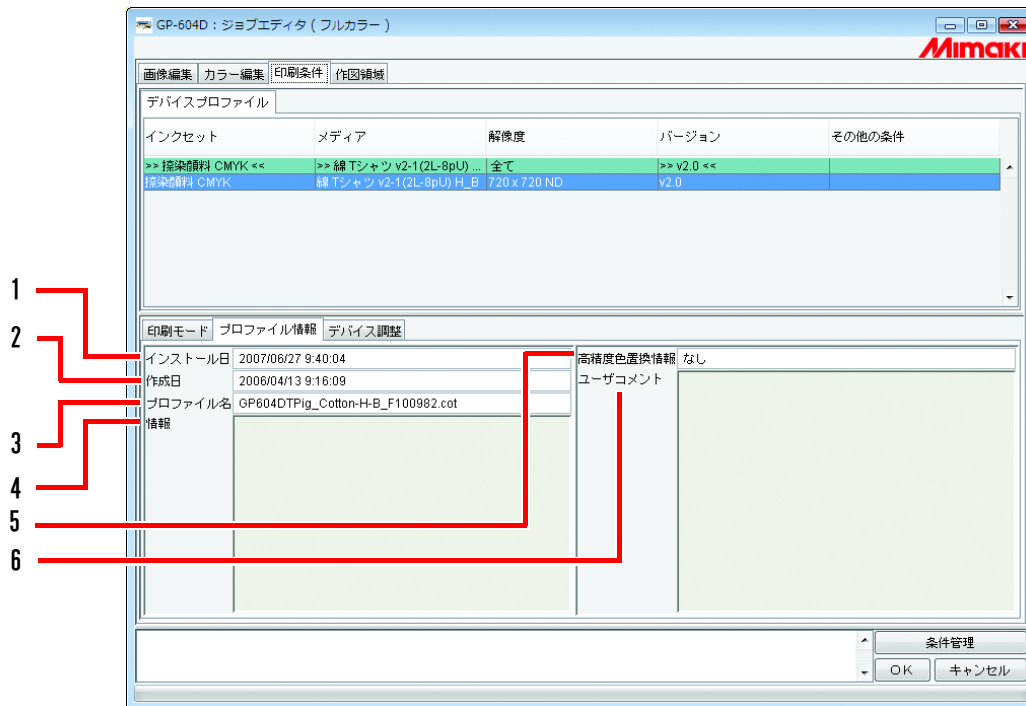 GP-604D：ジョブエディタ ( フルカラー )
Mimaki
画像編集 カラー編集 印刷条件 作図領域
デバイスプロファイル
インクセット メディア 解像度 バージョン その他の条件
>> 捺染顔料 CMYK << >> 綿 Tシャツ v2-1(2L-8pU) ... 全て >> v2.0 <<
捺染顔料 CMYK 綿 Tシャツ v2-1(2L-8pU) H_B 720 x 720 ND v2.0
印刷モード プロファイル情報 デバイス調整
1 インストール日 2007/06/27 9:40:04
2 作成日 2006/04/13 9:16:09
3 プロファイル名 GP604DTPig_Cotton-H-B_F100982.cot
4 情報
5 高精度色置換情報 なし
6 ユーザコメント
条件管理
OK キャンセル